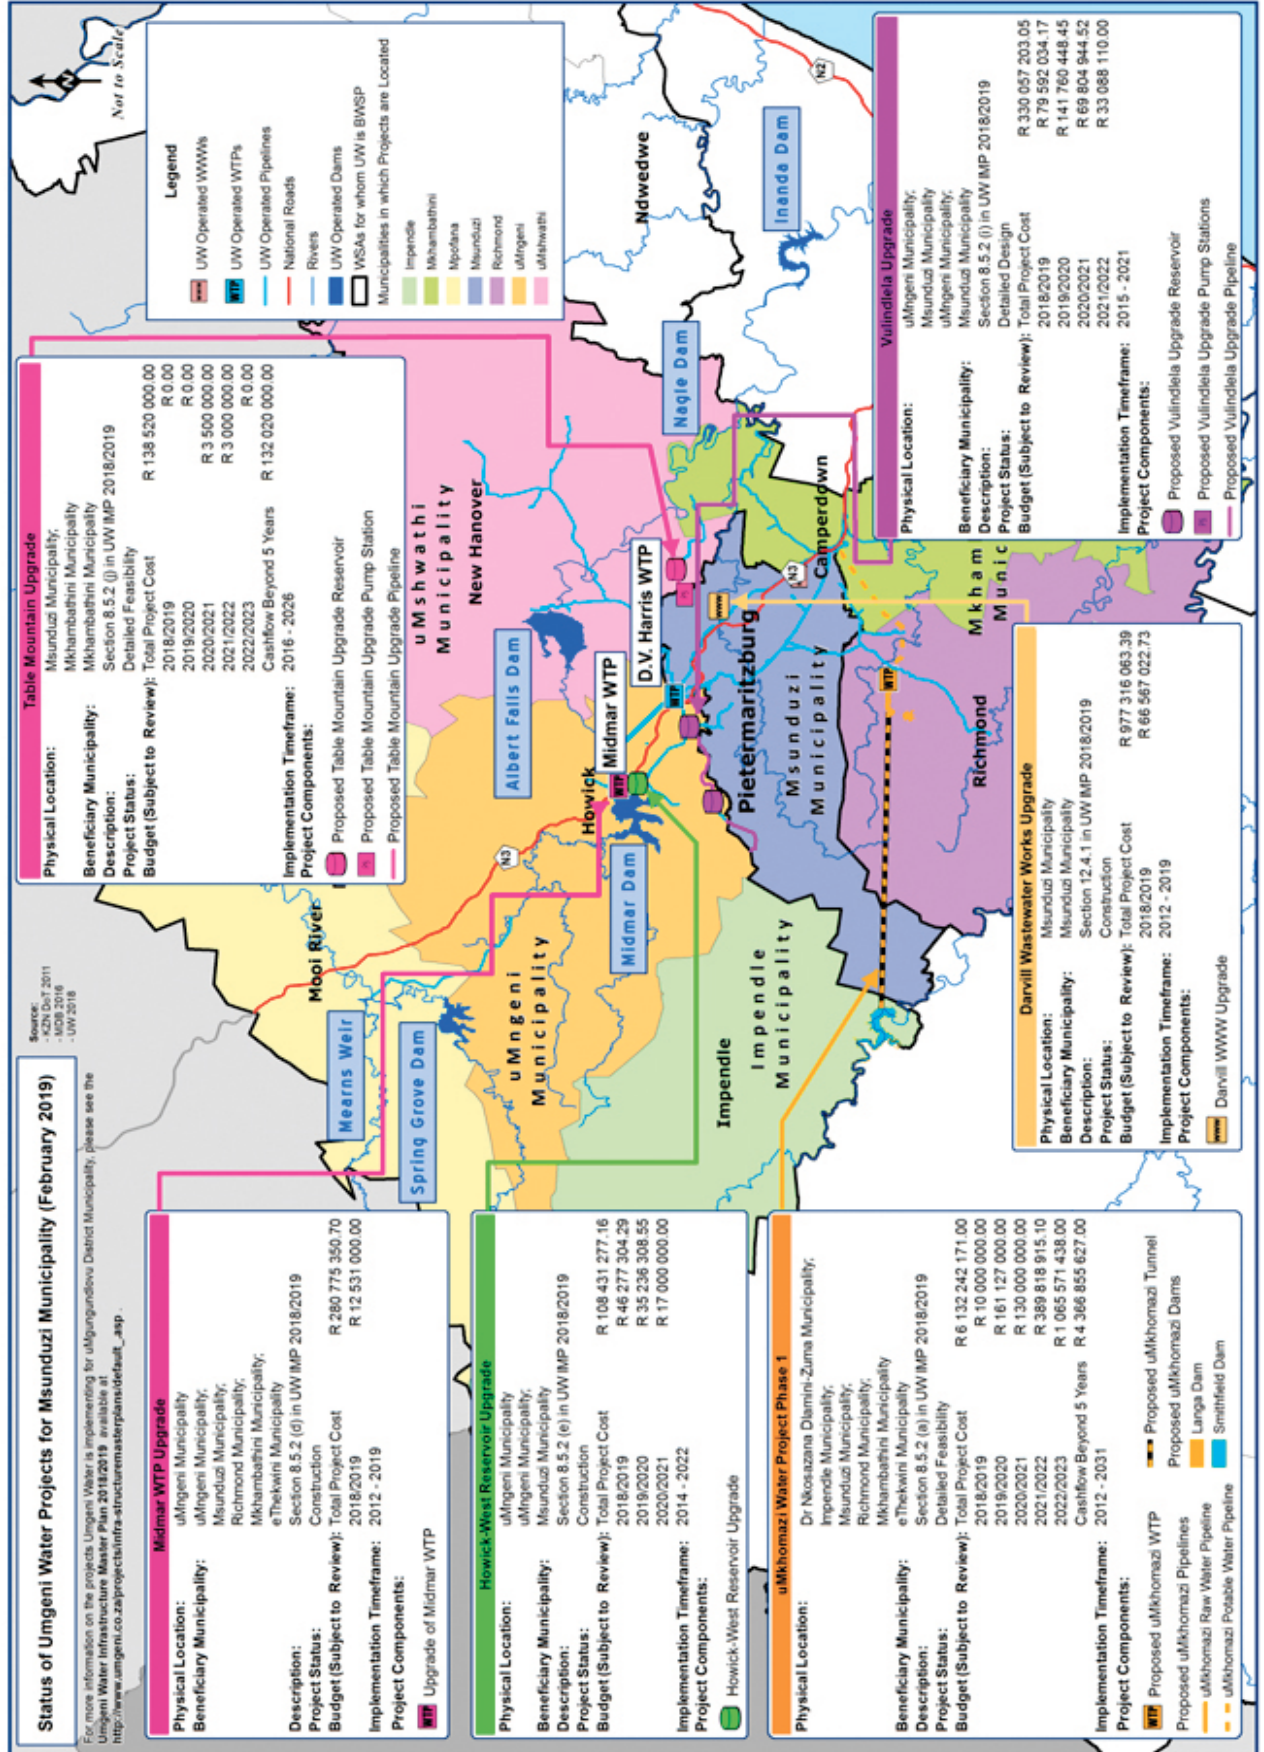 Status of Umgeni Water Projects for Msunduzi Municipality (February 2019)
For more information on the projects Umgeni Water is implementing for uMgungundlovu District Municipality, please see the
Umgeni Water Infrastructure Master Plan 2018/2019 available at
http://www.umgeni.co.za/projects/infra-structuremasterplans/default_asp .
Source:
- KZN DoT 2011
- MDB 2016
- UW 2018
N
Not to Scale
Midmar WTP Upgrade
Physical Location: uMngeni Municipality
Beneficiary Municipality: uMngeni Municipality;
Msunduzi Municipality;
Richmond Municipality;
Mkhambathini Municipality;
eThekwini Municipality
Description: Section 8.5.2 (d) in UW IMP 2018/2019
Project Status: Construction
Budget (Subject to Review): Total Project Cost R 280 775 350.70
2018/2019 R 12 531 000.00
Implementation Timeframe: 2012 - 2019
Project Components:
WTP Upgrade of Midmar WTP
Howick-West Reservoir Upgrade
Physical Location: uMngeni Municipality
Beneficiary Municipality: uMngeni Municipality;
Msunduzi Municipality
Description: Section 8.5.2 (e) in UW IMP 2018/2019
Project Status: Construction
Budget (Subject to Review): Total Project Cost R 108 431 277.16
2018/2019 R 46 277 304.29
2019/2020 R 35 236 308.55
2020/2021 R 17 000 000.00
Implementation Timeframe: 2014 - 2022
Project Components:
Howick-West Reservoir Upgrade
uMkhomazi Water Project Phase 1
Physical Location: Dr Nkosazana Dlamini-Zuma Municipality;
Impendle Municipality;
Msunduzi Municipality;
Richmond Municipality;
Mkhambathini Municipality
Beneficiary Municipality: eThekwini Municipality
Description: Section 8.5.2 (a) in UW IMP 2018/2019
Project Status: Detailed Feasibility
Budget (Subject to Review): Total Project Cost R 6 132 242 171.00
2018/2019 R 10 000 000.00
2019/2020 R 161 127 000.00
2020/2021 R 130 000 000.00
2021/2022 R 389 818 915.10
2022/2023 R 1 065 571 438.00
Cashflow Beyond 5 Years R 4 366 855 627.00
Implementation Timeframe: 2012 - 2031
Project Components:
WTP Proposed uMkhomazi WTP
Proposed uMkhomazi Pipelines
uMkhomazi Raw Water Pipeline
uMkhomazi Potable Water Pipeline
Proposed uMkhomazi Tunnel
Proposed uMkhomazi Dams
Langa Dam
Smithfield Dam
Table Mountain Upgrade
Physical Location: Msunduzi Municipality;
Mkhambathini Municipality
Beneficiary Municipality: Mkhambathini Municipality
Description: Section 8.5.2 (j) in UW IMP 2018/2019
Project Status: Detailed Feasibility
Budget (Subject to Review): Total Project Cost R 138 520 000.00
2018/2019 R 0.00
2019/2020 R 0.00
2020/2021 R 3 500 000.00
2021/2022 R 3 000 000.00
2022/2023 R 0.00
Cashflow Beyond 5 Years R 132 020 000.00
Implementation Timeframe: 2016 - 2026
Project Components:
Proposed Table Mountain Upgrade Reservoir
PS Proposed Table Mountain Upgrade Pump Station
Proposed Table Mountain Upgrade Pipeline
Legend
WWW UW Operated WWWs
WTP UW Operated WTPs
UW Operated Pipelines
National Roads
Rivers
UW Operated Dams
WSAs for whom UW is BWSP
Municipalities in which Projects are Located
Impendle
Mkhambathini
Mpofana
Msunduzi
Richmond
uMngeni
uMshwathi
Darvill Wastewater Works Upgrade
Physical Location: Msunduzi Municipality
Beneficiary Municipality: Msunduzi Municipality
Description: Section 12.4.1 in UW IMP 2018/2019
Project Status: Construction
Budget (Subject to Review): Total Project Cost R 977 316 063.39
2018/2019 R 66 567 022.73
Implementation Timeframe: 2012 - 2019
Project Components:
WWW Darvill WWW Upgrade
Vulindlela Upgrade
Physical Location: uMngeni Municipality;
Msunduzi Municipality
Beneficiary Municipality: uMngeni Municipality;
Msunduzi Municipality
Description: Section 8.5.2 (i) in UW IMP 2018/2019
Project Status: Detailed Design
Budget (Subject to Review): Total Project Cost R 330 057 203.05
2018/2019 R 79 592 034.17
2019/2020 R 141 760 448.45
2020/2021 R 69 804 944.52
2021/2022 R 33 088 110.00
Implementation Timeframe: 2015 - 2021
Project Components:
Proposed Vulindlela Upgrade Reservoir
PS Proposed Vulindlela Upgrade Pump Stations
Proposed Vulindlela Upgrade Pipeline
Mearns Weir
Spring Grove Dam
Mooi River
uMngeni
Municipality
Midmar Dam
Howick
N3
WTP
Midmar WTP
Albert Falls Dam
uMshwathi
Municipality
New Hanover
D.V. Harris WTP
WTP
Nagle Dam
Ndwedwe
Inanda Dam
N2
Impendle
Impendle
Municipality
Pietermaritzburg
Msunduzi
Municipality
WWW
N3
Camperdown
WTP
Richmond
Mkham
Munic